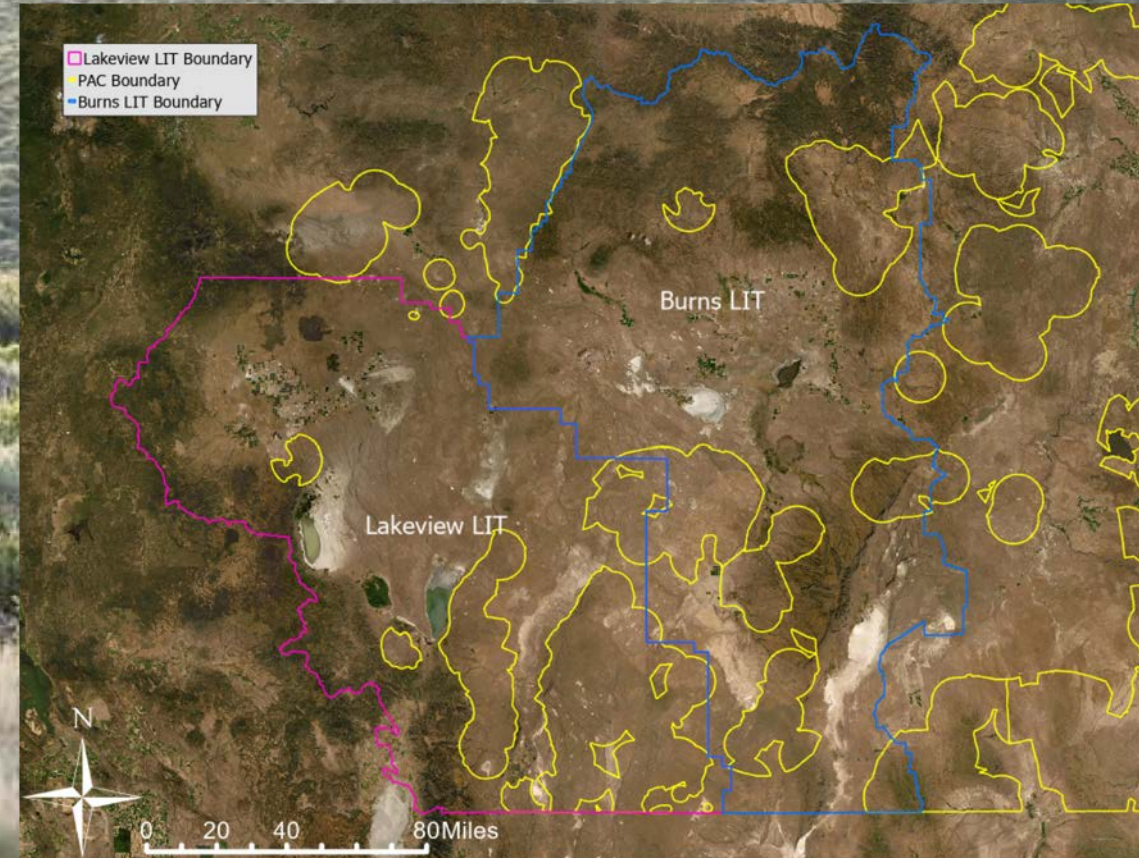 Lakeview LIT Boundary
PAC Boundary
Burns LIT Boundary
Burns LIT
Lakeview LIT
N
0 20 40 80Miles